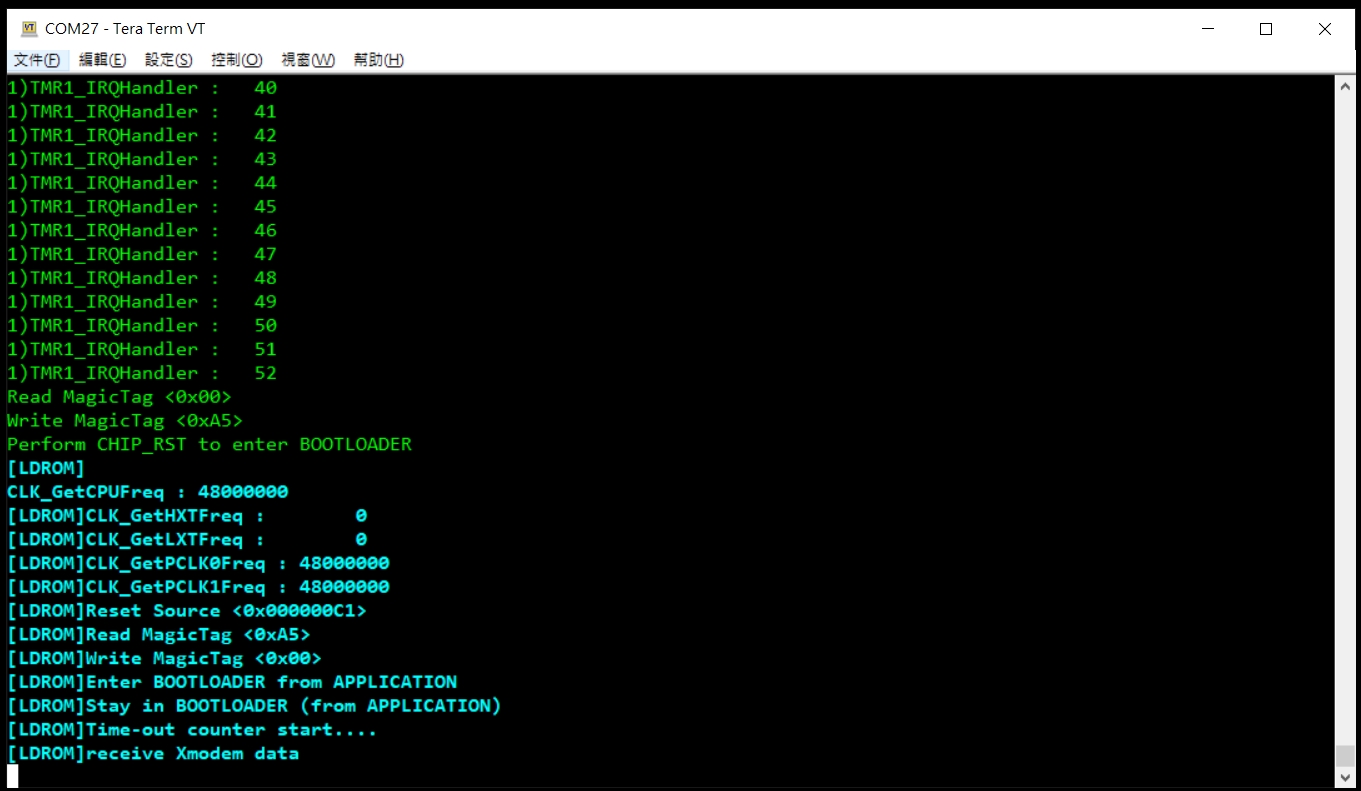 COM27 - Tera Term VT
文件(F) 編輯(E) 設定(S) 控制(O) 視窗(W) 幫助(H)
1)TMR1_IRQHandler :   40
1)TMR1_IRQHandler :   41
1)TMR1_IRQHandler :   42
1)TMR1_IRQHandler :   43
1)TMR1_IRQHandler :   44
1)TMR1_IRQHandler :   45
1)TMR1_IRQHandler :   46
1)TMR1_IRQHandler :   47
1)TMR1_IRQHandler :   48
1)TMR1_IRQHandler :   49
1)TMR1_IRQHandler :   50
1)TMR1_IRQHandler :   51
1)TMR1_IRQHandler :   52
Read MagicTag <0x00>
Write MagicTag <0xA5>
Perform CHIP_RST to enter BOOTLOADER
[LDROM]
CLK_GetCPUFreq : 48000000
[LDROM]CLK_GetHXTFreq :        0
[LDROM]CLK_GetLXTFreq :        0
[LDROM]CLK_GetPCLK0Freq : 48000000
[LDROM]CLK_GetPCLK1Freq : 48000000
[LDROM]Reset Source <0x000000C1>
[LDROM]Read MagicTag <0xA5>
[LDROM]Write MagicTag <0x00>
[LDROM]Enter BOOTLOADER from APPLICATION
[LDROM]Stay in BOOTLOADER (from APPLICATION)
[LDROM]Time-out counter start....
[LDROM]receive Xmodem data